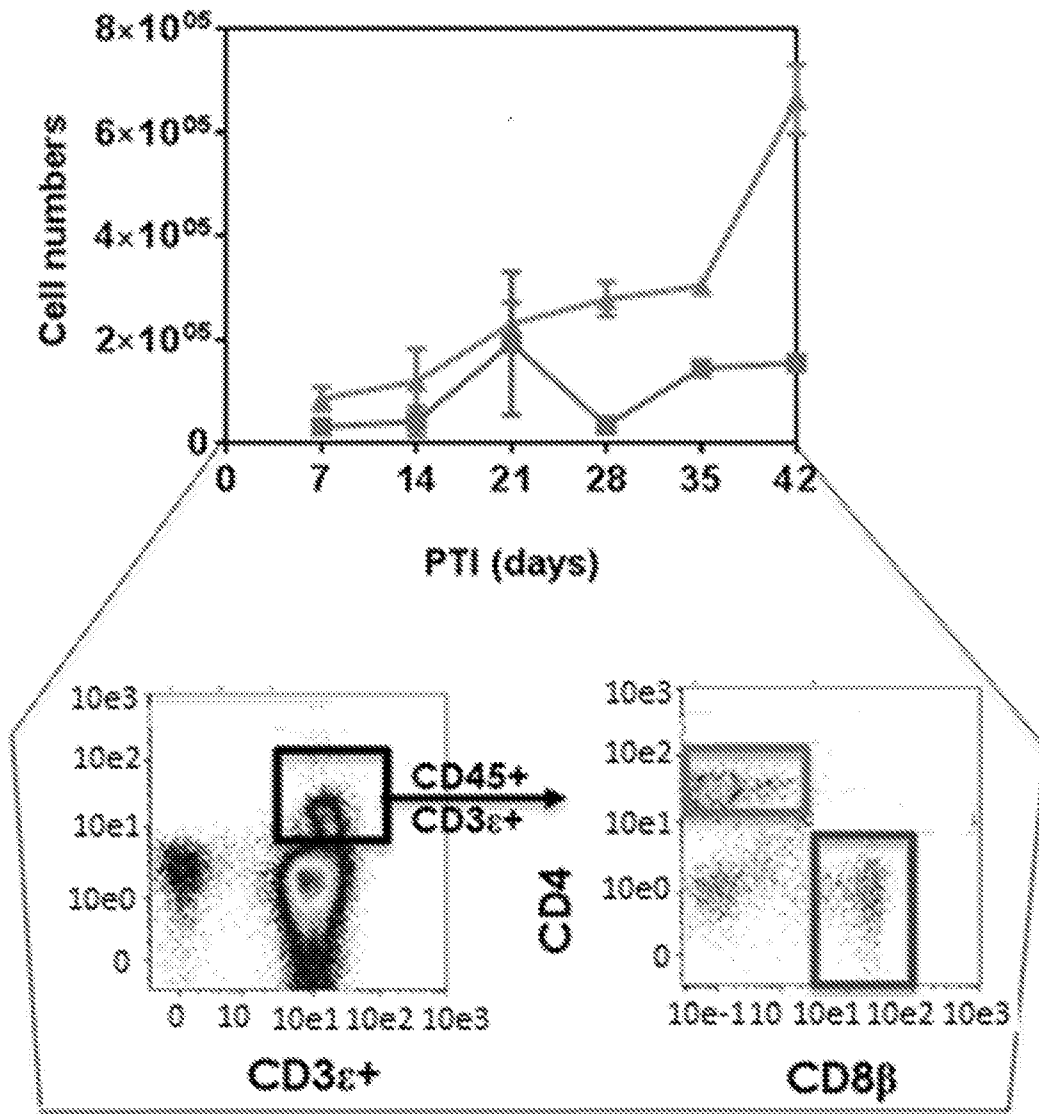 8×10⁰⁵
6×10⁰⁵
4×10⁰⁵
2×10⁰⁵
0
Cell numbers
0 7 14 21 28 35 42
PTI (days)
10e3
10e2
10e1
10e0
0
0 10 10e1 10e2 10e3
CD3ε+
CD45+
CD3ε+
CD4
10e3
10e2
10e1
10e0
0
10e-1 10 10e1 10e2 10e3
CD8β